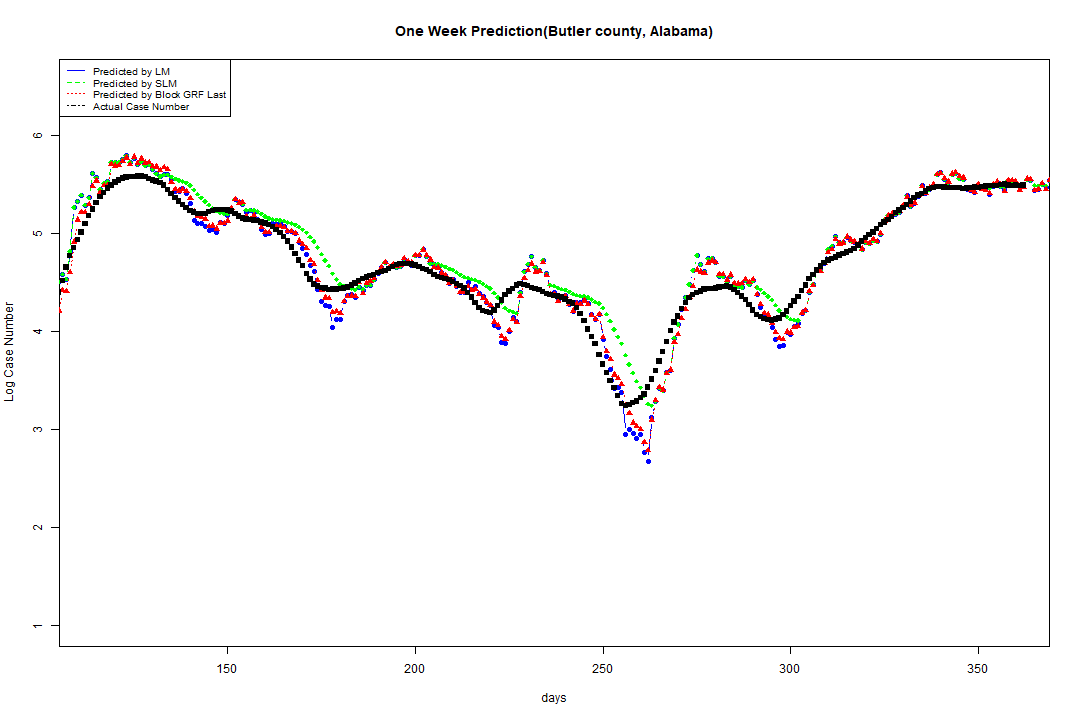 One Week Prediction(Butler county, Alabama)
Predicted by LM
Predicted by SLM
Predicted by Block GRF Last
Actual Case Number
Log Case Number
6
5
4
3
2
1
150 200 250 300 350
days